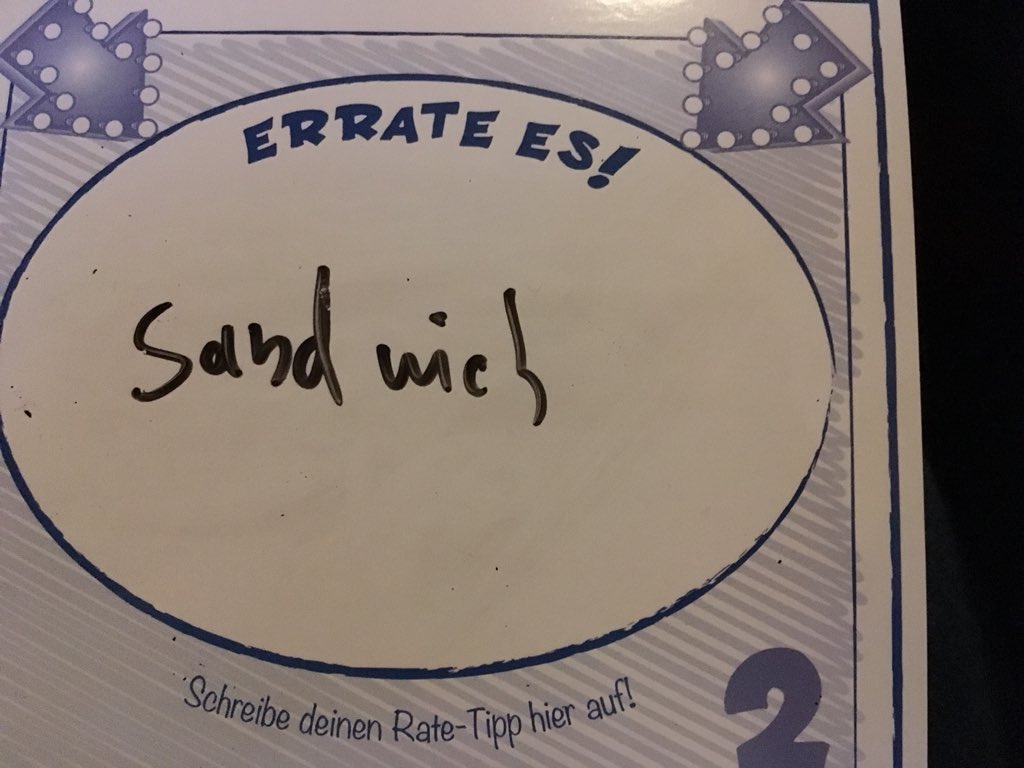 ERRATE ES!
Sandwich
Schreibe deinen Rate-Tipp hier auf!
2